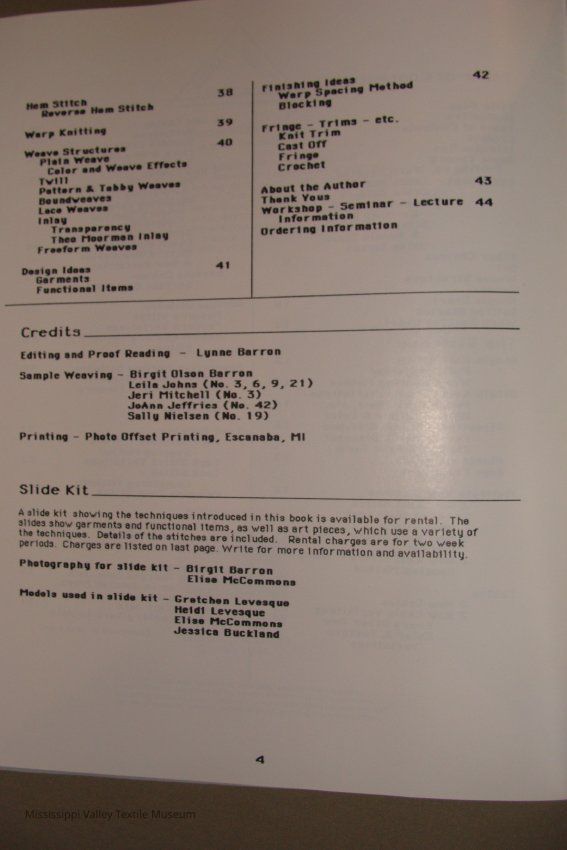 Hem Stitch 38
Reverse Hem Stitch
Warp Knitting 39
Weave Structures 40
Plain Weave
Color and Weave Effects
Twill
Pattern & Tabby Weaves
Boundweaves
Lace Weaves
Inlay
Transparency
Theo Moorman Inlay
Freeform Weaves
Design Ideas 41
Garments
Functional Items
Finishing Ideas 42
Warp Spacing Method
Blocking
Fringe - Trims - etc.
Knit Trim
Cast Off
Fringe
Crochet
About the Author 43
Thank Yous
Workshop - Seminar - Lecture 44
Information
Ordering Information
Credits
Editing and Proof Reading - Lynne Barron
Sample Weaving - Birgit Olson Barron
Leila Johns (No. 3, 6, 9, 21)
Jeri Mitchell (No. 3)
JoAnn Jeffries (No. 42)
Sally Nielsen (No. 19)
Printing - Photo Offset Printing, Escanaba, MI
Slide Kit
A slide kit showing the techniques introduced in this book is available for rental. The
slides show garments and functional items, as well as art pieces, which use a variety of
the techniques. Details of the stitches are included. Rental charges are for two week
periods. Charges are listed on last page. Write for more information and availability.
Photography for slide kit - Birgit Barron
Elise McCommons
Models used in slide kit - Gretchen Levesque
Heidi Levesque
Elise McCommons
Jessica Buckland
4
Mississippi Valley Textile Museum